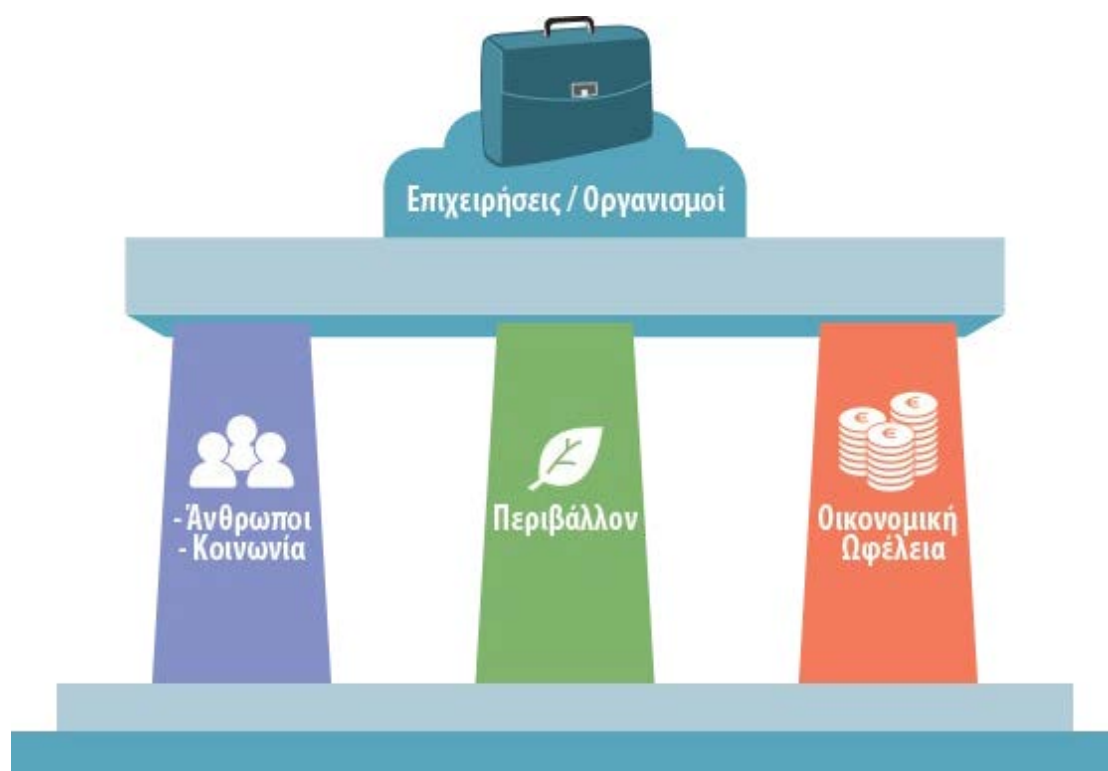 Επιχειρήσεις / Οργανισμοί
- Άνθρωποι
- Κοινωνία
Περιβάλλον
Οικονομική
Ωφέλεια